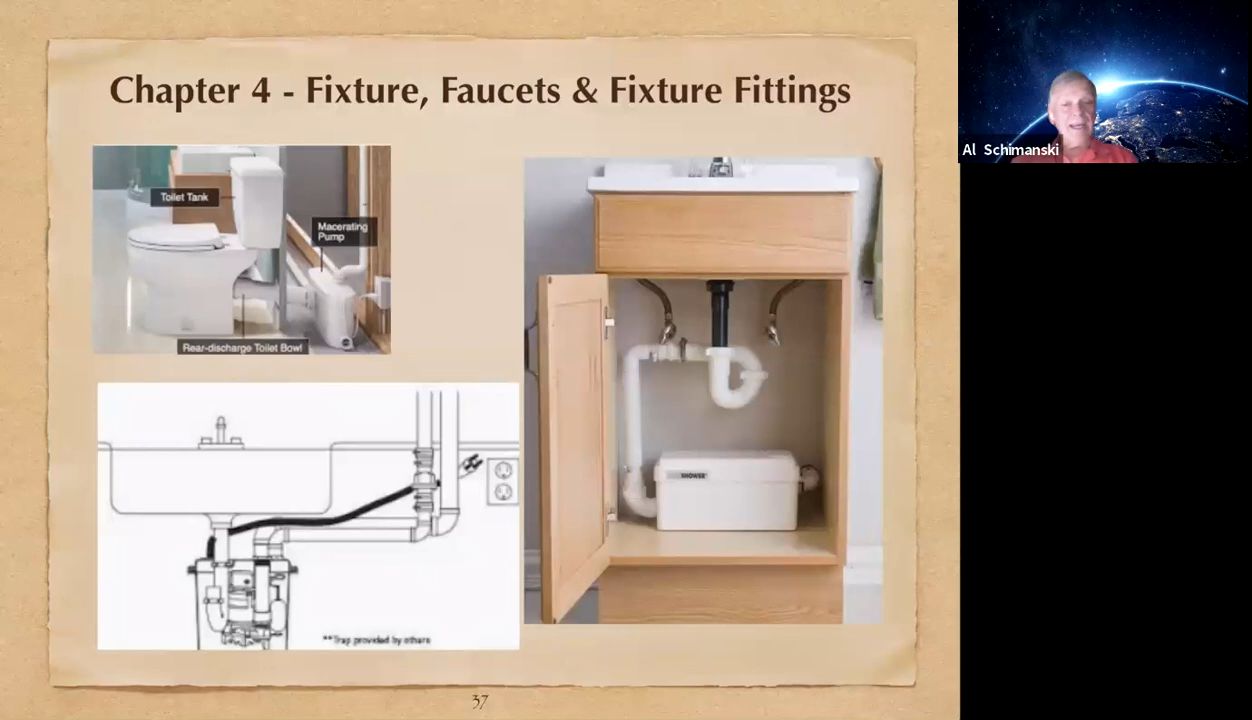 Chapter 4 - Fixture, Faucets & Fixture Fittings
Al Schimanski
Toilet Tank
Macerating
Pump
Rear-discharge Toilet Bowl
SHOWER
**Trap provided by others
37